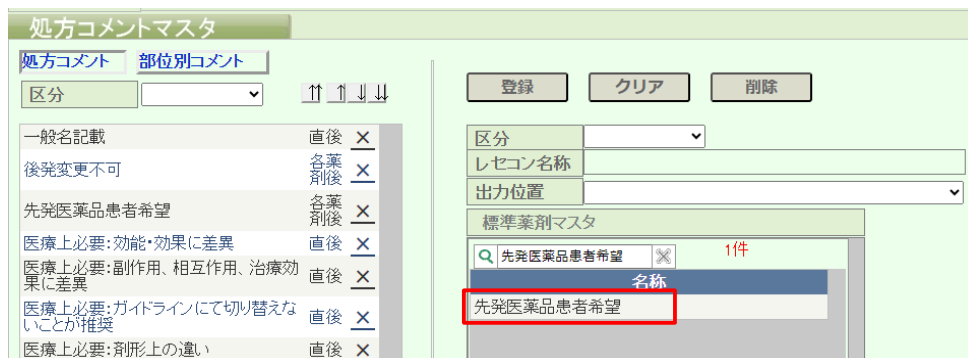 処方コメントマスタ
処方コメント 部位別コメント
区分
一般名記載 直後 ×
後発変更不可 各薬剤後 ×
先発医薬品患者希望 各薬剤後 ×
医療上必要:効能・効果に差異 直後 ×
医療上必要:副作用、相互作用、治療効
果に差異 直後 ×
医療上必要:ガイドラインにて切り替えな
いことが推奨 直後 ×
医療上必要:剤形上の違い 直後 ×
登録 クリア 削除
区分
レセコン名称
出力位置
標準薬剤マスタ
先発医薬品患者希望 1件
名称
先発医薬品患者希望